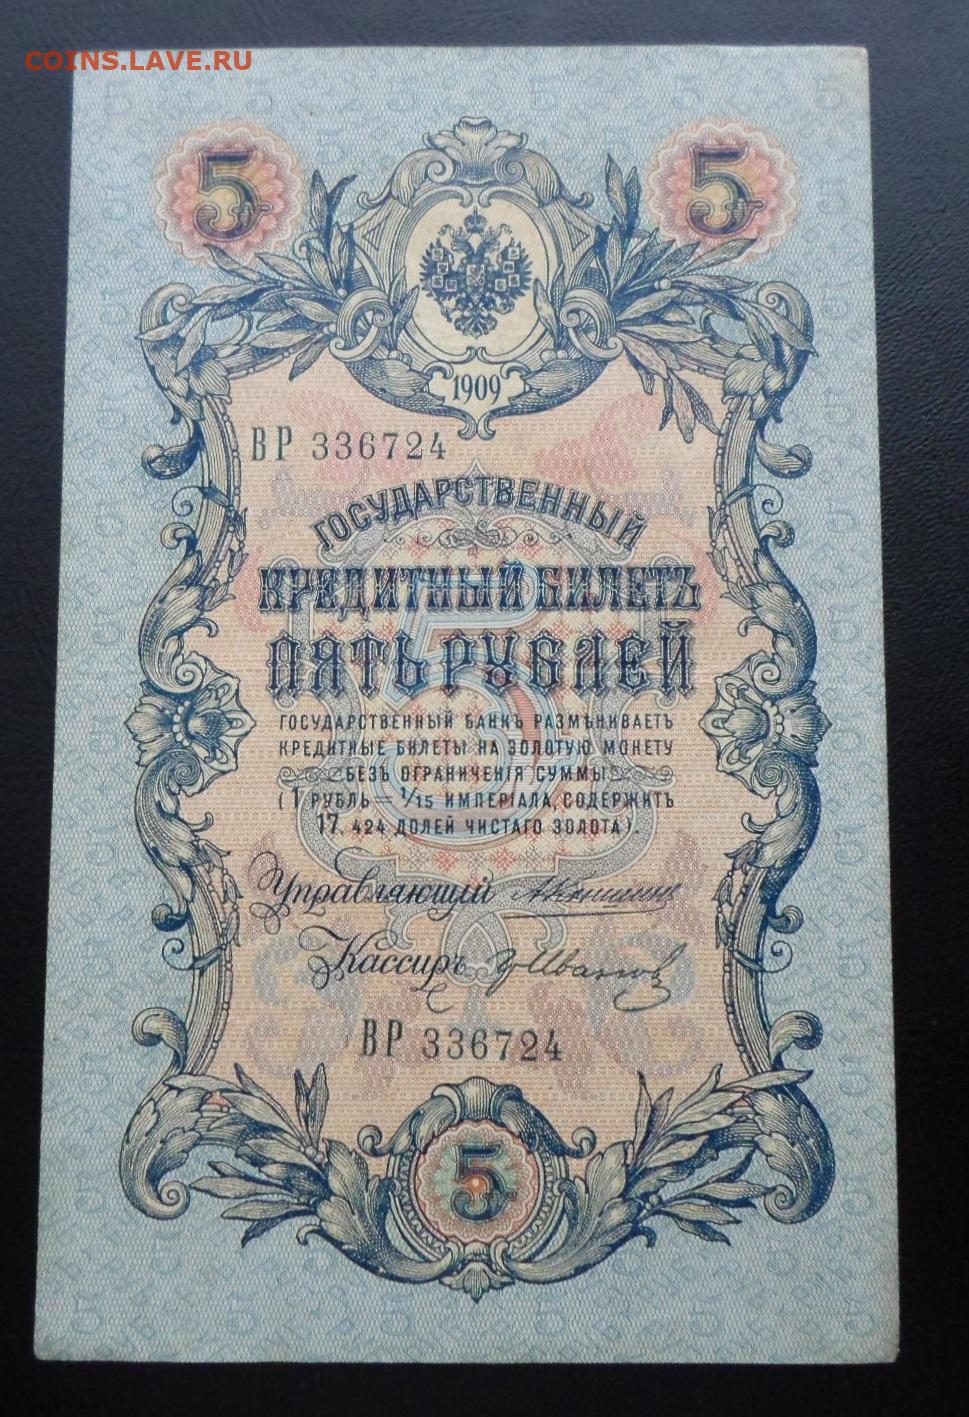 COINS.LAVE.RU
5 5
1909
ВР 336724
ГОСУДАРСТВЕННЫЙ
КРЕДИТНЫЙ БИЛЕТЪ
ПЯТЬ РУБЛЕЙ
ГОСУДАРСТВЕННЫЙ БАНКЪ РАЗМѢНИВАЕТЪ
КРЕДИТНЫЕ БИЛЕТЫ НА ЗОЛОТУЮ МОНЕТУ
БЕЗЪ ОГРАНИЧЕНІЯ СУММЫ
(1 РУБЛЬ = 1/15 ИМПЕРІАЛА, СОДЕРЖИТЪ
17, 424 ДОЛЕЙ ЧИСТАГО ЗОЛОТА).
Управляющій АКоншинъ
Кассиръ ГрИвановъ
ВР 336724
5